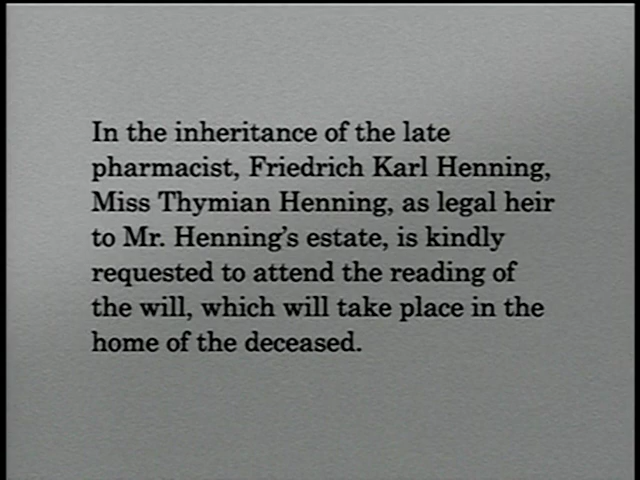 In the inheritance of the late
pharmacist, Friedrich Karl Henning,
Miss Thymian Henning, as legal heir
to Mr. Henning's estate, is kindly
requested to attend the reading of
the will, which will take place in the
home of the deceased.